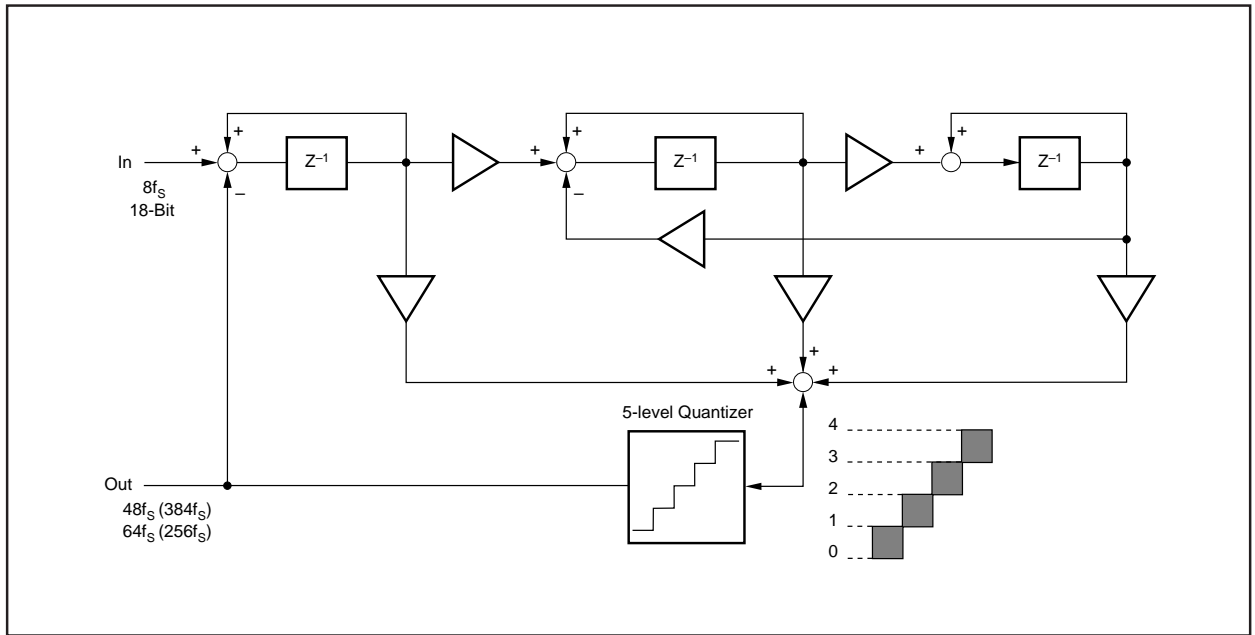 +
+
+
+
+
In
+
Z⁻¹
+
Z⁻¹
+
Z⁻¹
8fS
18-Bit
–
–
+
+
+
5-level Quantizer
4
3
2
1
0
Out
48fS (384fS)
64fS (256fS)